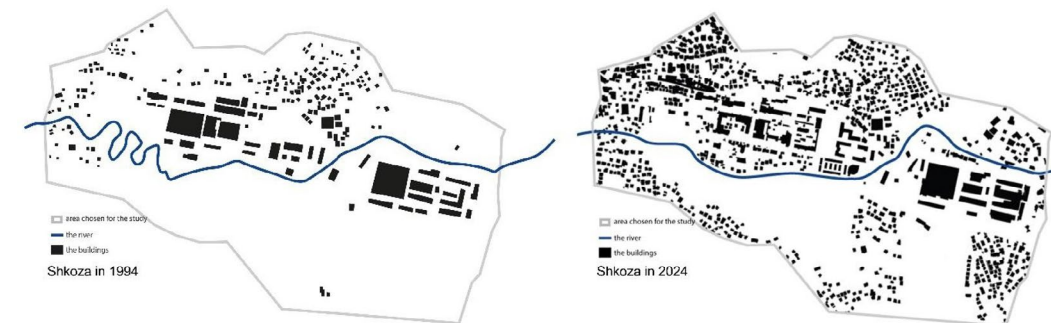 area chosen for the study
the river
the buildings
Shkoza in 1994
area chosen for the study
the river
the buildings
Shkoza in 2024